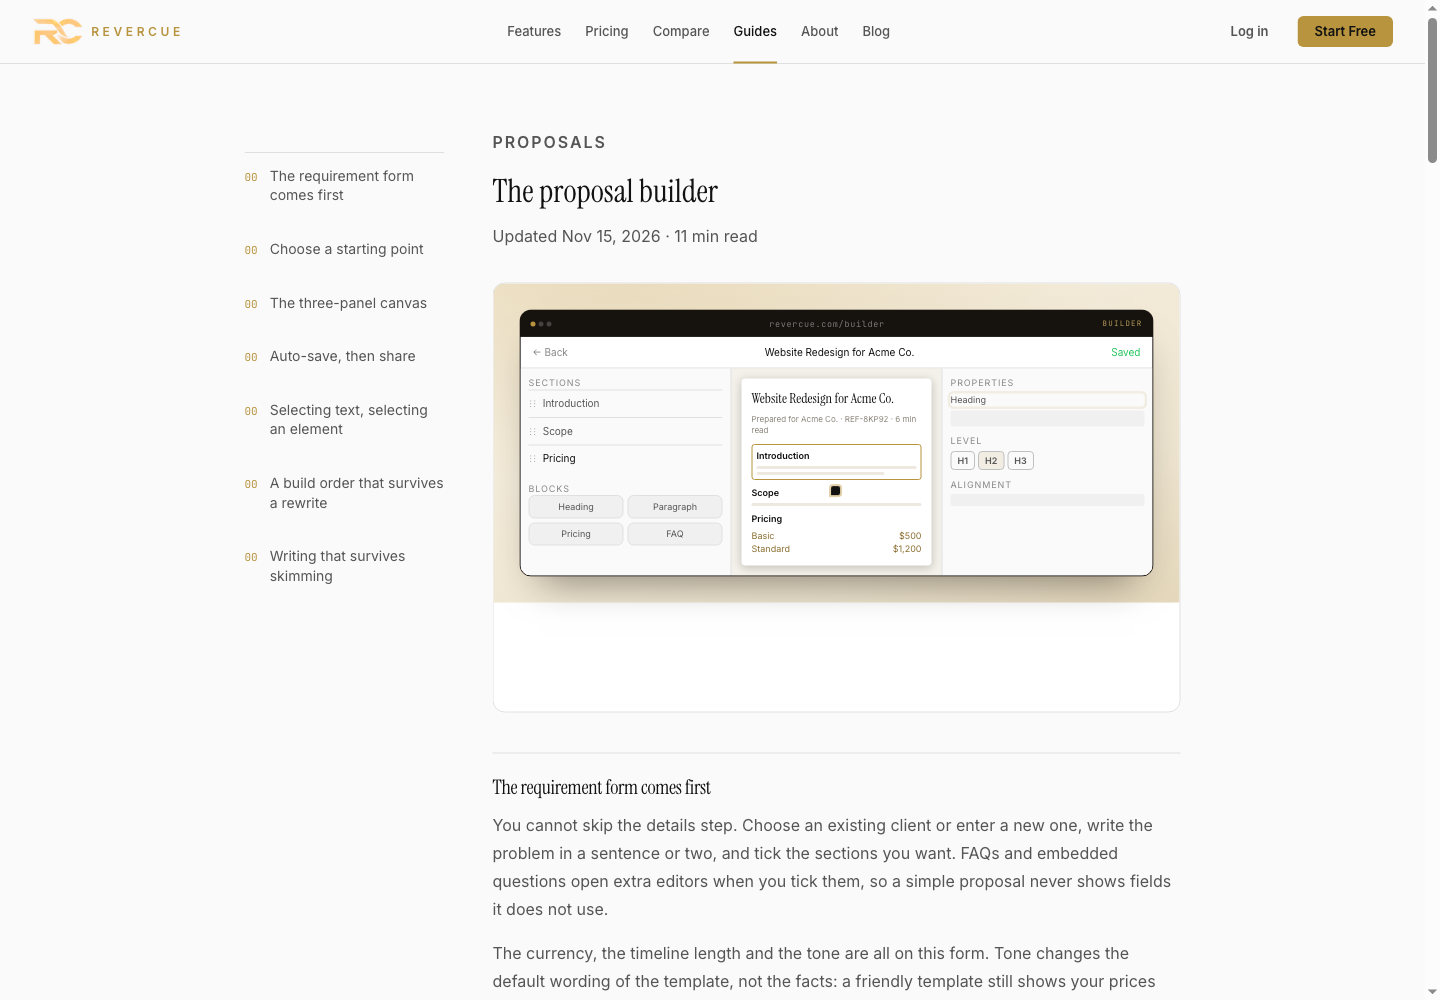 REVERCUE
Features
Pricing
Compare
Guides
About
Blog
Log in
Start Free
00 The requirement form
comes first
00 Choose a starting point
00 The three-panel canvas
00 Auto-save, then share
00 Selecting text, selecting
an element
00 A build order that survives
a rewrite
00 Writing that survives
skimming
PROPOSALS
The proposal builder
Updated Nov 15, 2026 · 11 min read
revercue.com/builder
BUILDER
← Back
Website Redesign for Acme Co.
Saved
SECTIONS
Introduction
Scope
Pricing
BLOCKS
Heading
Paragraph
Pricing
FAQ
Website Redesign for Acme Co.
Prepared for Acme Co. · REF-8KP92 · 6 min
read
Introduction
Scope
Pricing
Basic $500
Standard $1,200
PROPERTIES
Heading
LEVEL
H1 H2 H3
ALIGNMENT
The requirement form comes first
You cannot skip the details step. Choose an existing client or enter a new one, write the
problem in a sentence or two, and tick the sections you want. FAQs and embedded
questions open extra editors when you tick them, so a simple proposal never shows fields
it does not use.
The currency, the timeline length and the tone are all on this form. Tone changes the
default wording of the template, not the facts: a friendly template still shows your prices